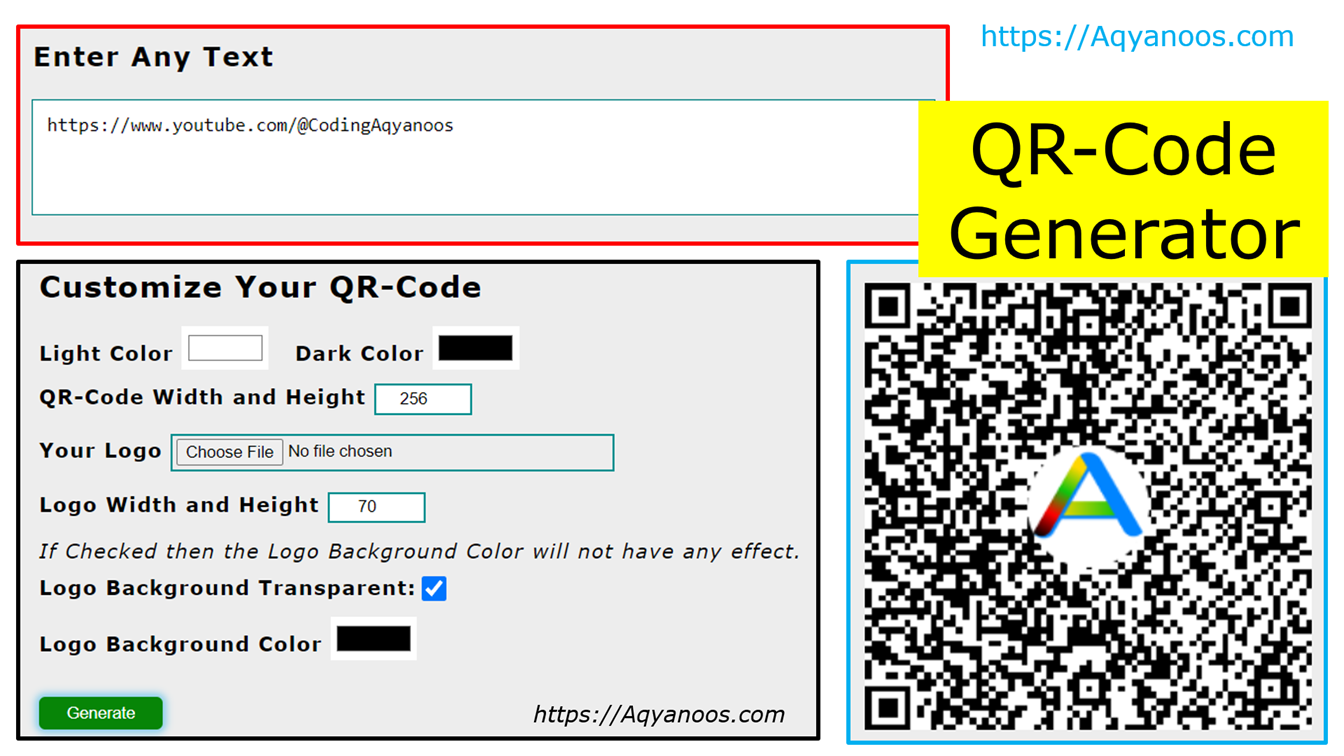 https://Aqyanoos.com
Enter Any Text
https://www.youtube.com/@CodingAqyanoos
QR-Code
Generator
Customize Your QR-Code
Light Color Dark Color
QR-Code Width and Height 256
Your Logo Choose File No file chosen
Logo Width and Height 70
If Checked then the Logo Background Color will not have any effect.
Logo Background Transparent:
Logo Background Color
Generate
https://Aqyanoos.com